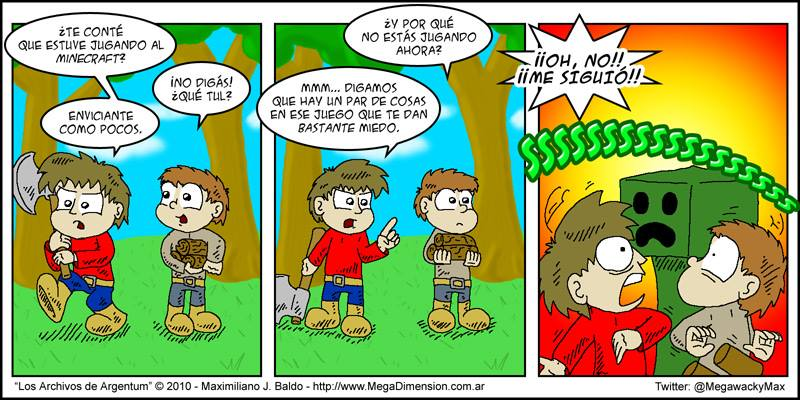 ¿TE CONTÉ
QUE ESTUVE JUGANDO AL
MINECRAFT?
¡NO DIGÁS!
¿QUÉ TUL?
ENVICIANTE
COMO POCOS.
¿Y POR QUÉ
NO ESTÁS JUGANDO
AHORA?
MMM... DIGAMOS
QUE HAY UN PAR DE COSAS
EN ESE JUEGO QUE TE DAN
BASTANTE MIEDO.
¡¡OH, NO!!
¡¡ME SIGUIÓ!!
SSSSSSSSSSSSSSSSSSS
"Los Archivos de Argentum" © 2010 - Maximiliano J. Baldo - http://www.MegaDimension.com.ar
Twitter: @MegawackyMax